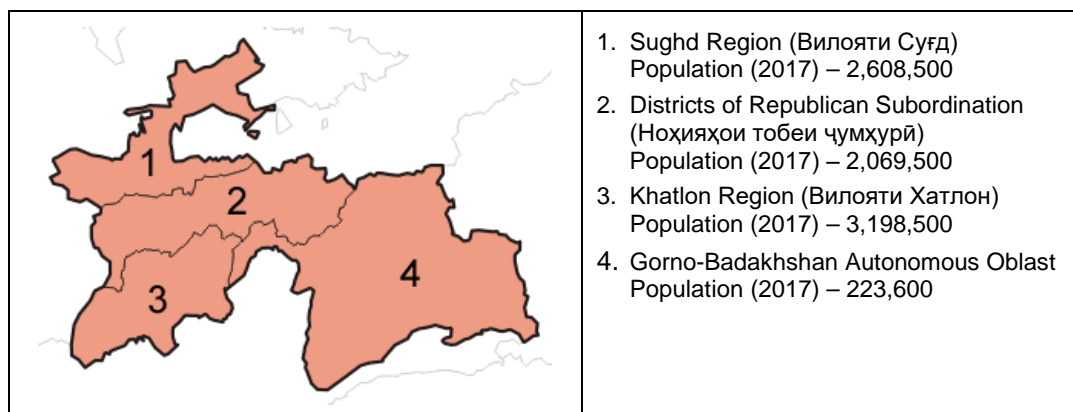 1
2
3
4
1. Sughd Region (Вилояти Суғд)
Population (2017) – 2,608,500
2. Districts of Republican Subordination
(Ноҳияҳои тобеи ҷумҳурӣ)
Population (2017) – 2,069,500
3. Khatlon Region (Вилояти Хатлон)
Population (2017) – 3,198,500
4. Gorno-Badakhshan Autonomous Oblast
Population (2017) – 223,600